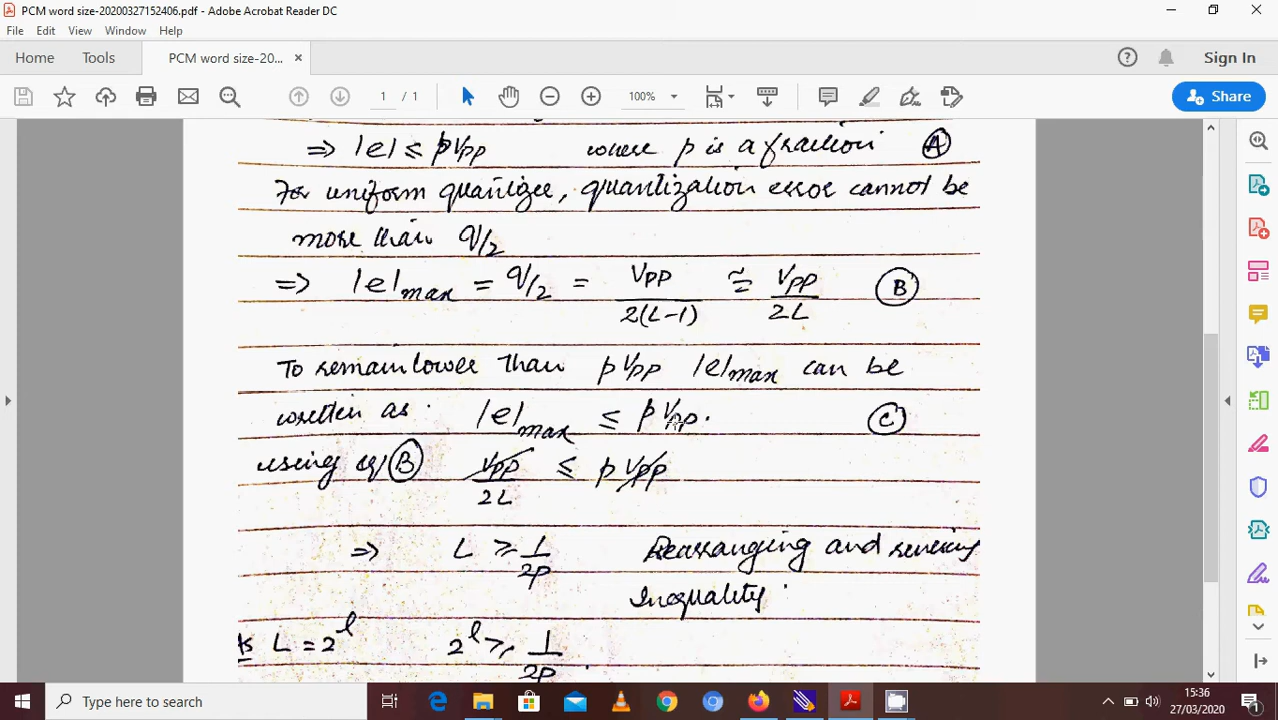 PCM word size-20200327152406.pdf - Adobe Acrobat Reader DC
File Edit View Window Help
Home Tools PCM word size-20... × Sign In
1 / 1 100% Share
⇒ |e| ≤ pVpp where p is a fraction (A)
For uniform quantizer, quantization error cannot be
more than q/2
⇒ |e|max = q/2 = Vpp / 2(L-1) ≅ Vpp / 2L (B)
To remain lower than pVpp |e|max can be
written as. |e|max ≤ pVpp. (C)
using eq (B) Vpp / 2L ≤ pVpp
⇒ L ≥ 1 / 2p Rearranging and reversing
Inequality
As L = 2^l 2^l ≥ 1 / 2p.
Type here to search
15:36
27/03/2020
1